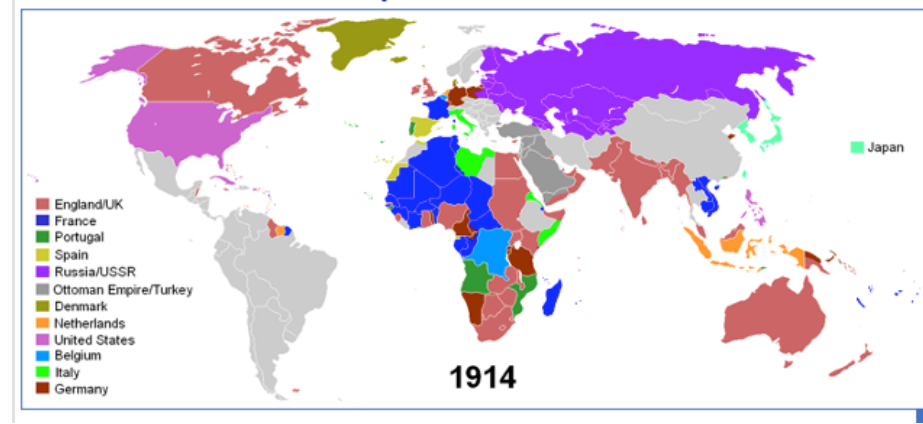 England/UK
France
Portugal
Spain
Russia/USSR
Ottoman Empire/Turkey
Denmark
Netherlands
United States
Belgium
Italy
Germany
1914
Japan